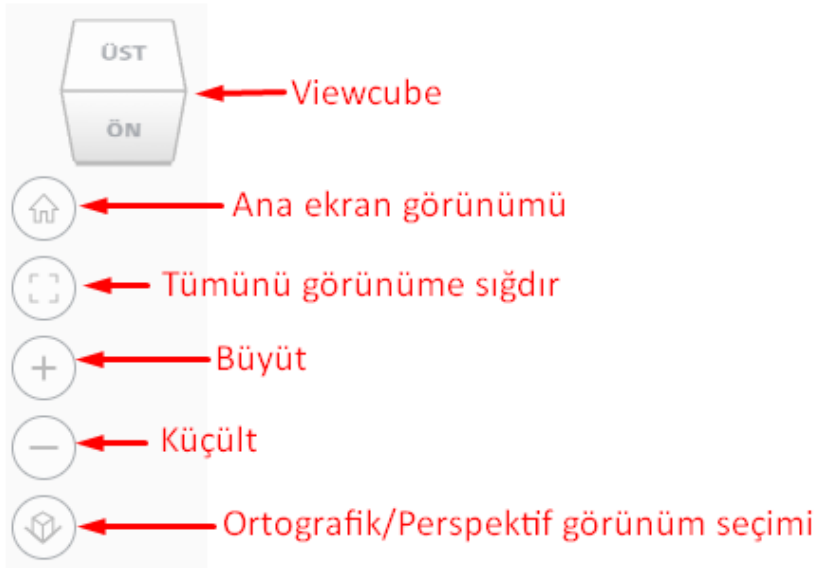 ÜST
Viewcube
ÖN
Ana ekran görünümü
Tümünü görünüme sığdır
Büyüt
Küçült
Ortografik/Perspektif görünüm seçimi